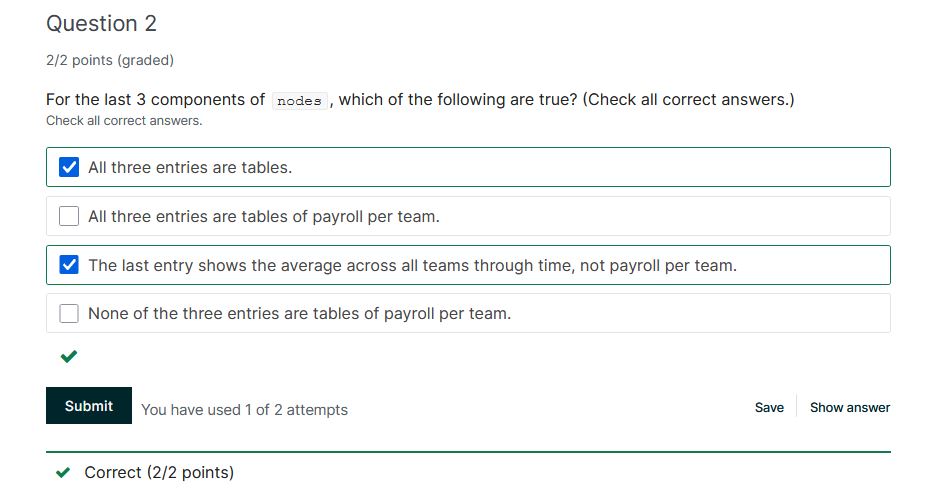 Question 2
2/2 points (graded)
For the last 3 components of nodes, which of the following are true? (Check all correct answers.)
Check all correct answers.
All three entries are tables.
All three entries are tables of payroll per team.
The last entry shows the average across all teams through time, not payroll per team.
None of the three entries are tables of payroll per team.
Submit You have used 1 of 2 attempts Save Show answer
Correct (2/2 points)